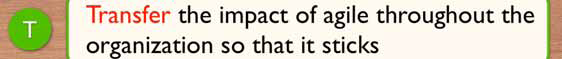 T
Transfer the impact of agile throughout the
organization so that it sticks